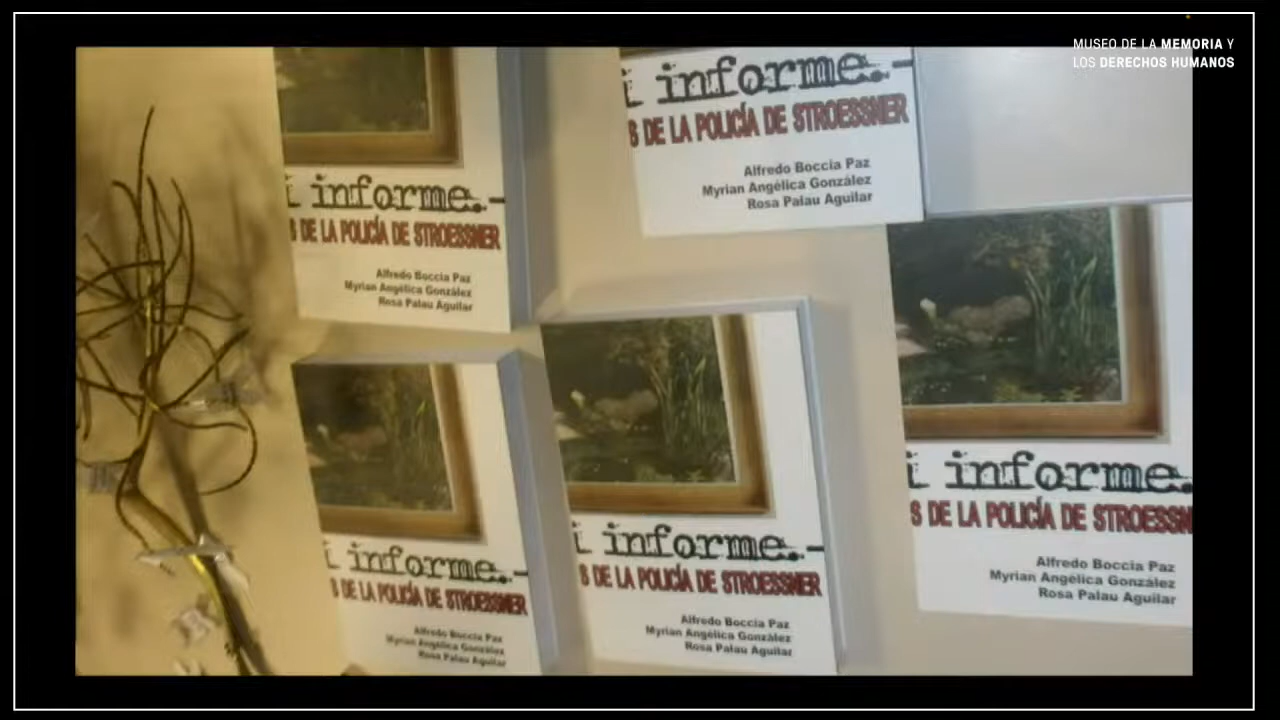 MUSEO DE LA MEMORIA Y
LOS DERECHOS HUMANOS
i informe.-
S DE LA POLICÍA DE STROESSNER
Alfredo Boccia Paz
Myrian Angélica González
Rosa Palau Aguilar
i informe.-
S DE LA POLICÍA DE STROESSNER
Alfredo Boccia Paz
Myrian Angélica González
Rosa Palau Aguilar
i informe.-
S DE LA POLICÍA DE STROESSNER
Alfredo Boccia Paz
Myrian Angélica González
Rosa Palau Aguilar
i informe.-
S DE LA POLICÍA DE STROESSNER
Alfredo Boccia Paz
Myrian Angélica González
Rosa Palau Aguilar
i informe.
S DE LA POLICÍA DE STROESSN
Alfredo Boccia Paz
Myrian Angélica González
Rosa Palau Aguilar